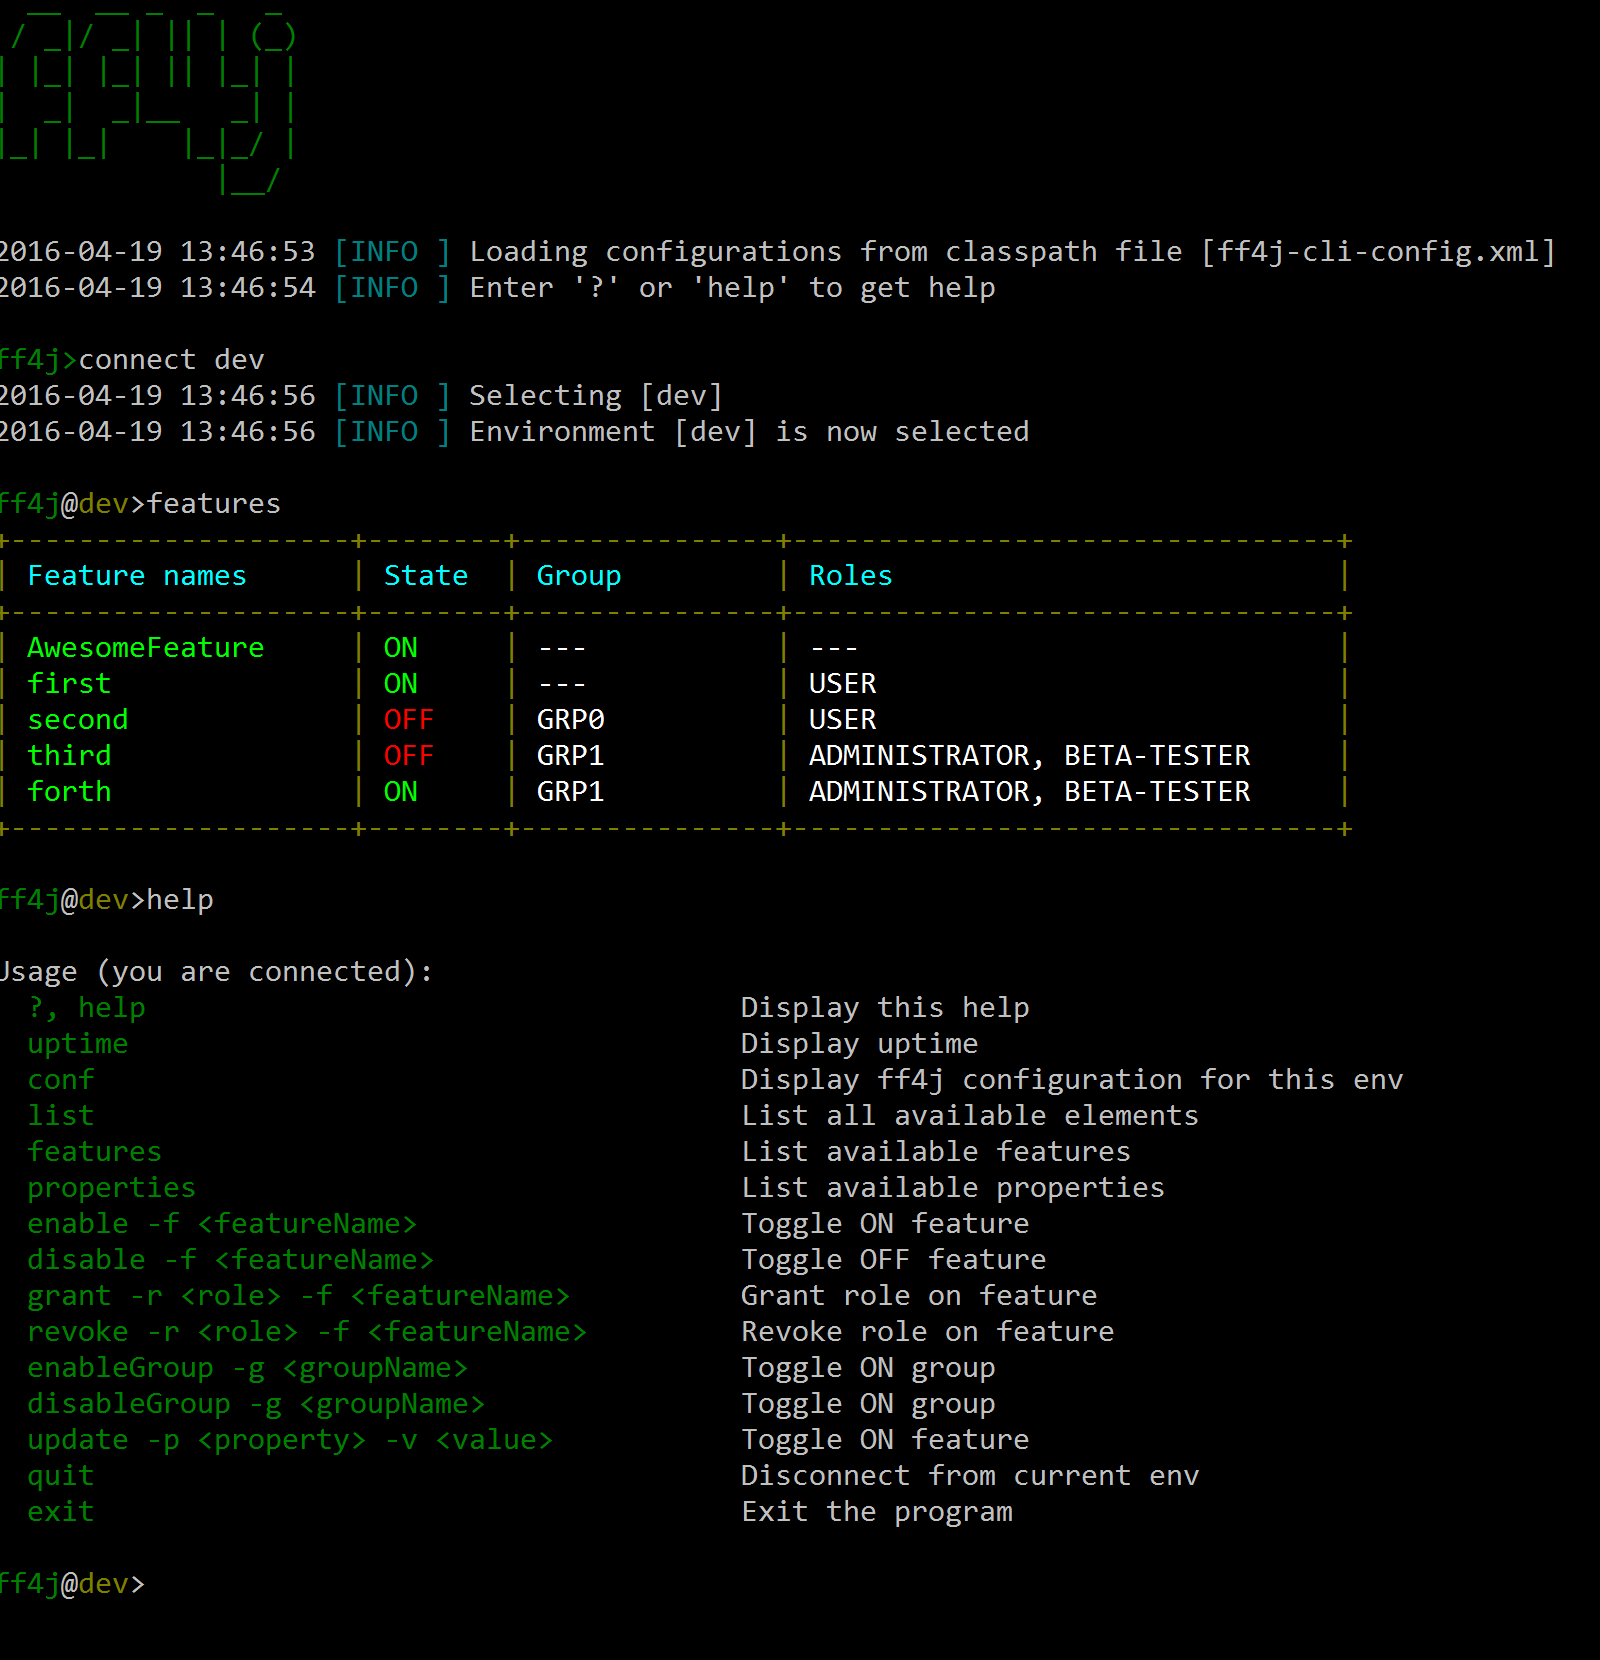 __  __ _  _   _
 / _|/ _| || | (_)
| |_| |_| || |_| |
|  _|  _|__   _| |
|_| |_|    |_|_/ |
             |__/
2016-04-19 13:46:53 [INFO ] Loading configurations from classpath file [ff4j-cli-config.xml]
2016-04-19 13:46:54 [INFO ] Enter '?' or 'help' to get help
ff4j>connect dev
2016-04-19 13:46:56 [INFO ] Selecting [dev]
2016-04-19 13:46:56 [INFO ] Environment [dev] is now selected
ff4j@dev>features
+--------------------+--------+---------------+--------------------------------+
| Feature names      | State  | Group         | Roles                          |
+--------------------+--------+---------------+--------------------------------+
| AwesomeFeature     | ON     | ---           | ---                            |
| first              | ON     | ---           | USER                           |
| second             | OFF    | GRP0          | USER                           |
| third              | OFF    | GRP1          | ADMINISTRATOR, BETA-TESTER     |
| forth              | ON     | GRP1          | ADMINISTRATOR, BETA-TESTER     |
+--------------------+--------+---------------+--------------------------------+
ff4j@dev>help
Usage (you are connected):
  ?, help                                   Display this help
  uptime                                    Display uptime
  conf                                      Display ff4j configuration for this env
  list                                      List all available elements
  features                                  List available features
  properties                                List available properties
  enable -f <featureName>                   Toggle ON feature
  disable -f <featureName>                  Toggle OFF feature
  grant -r <role> -f <featureName>          Grant role on feature
  revoke -r <role> -f <featureName>         Revoke role on feature
  enableGroup -g <groupName>                Toggle ON group
  disableGroup -g <groupName>               Toggle ON group
  update -p <property> -v <value>           Toggle ON feature
  quit                                      Disconnect from current env
  exit                                      Exit the program
ff4j@dev>